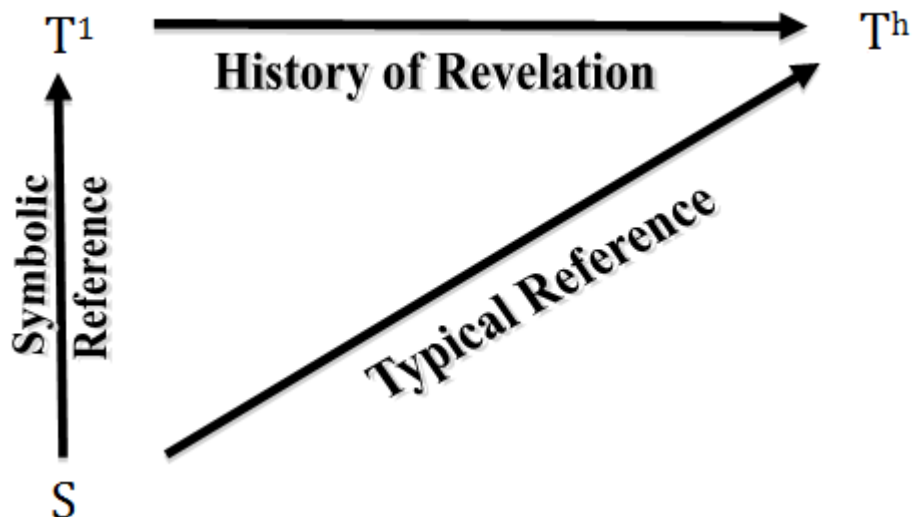 T¹ Tʰ
History of Revelation
Symbolic
Reference
Typical Reference
S